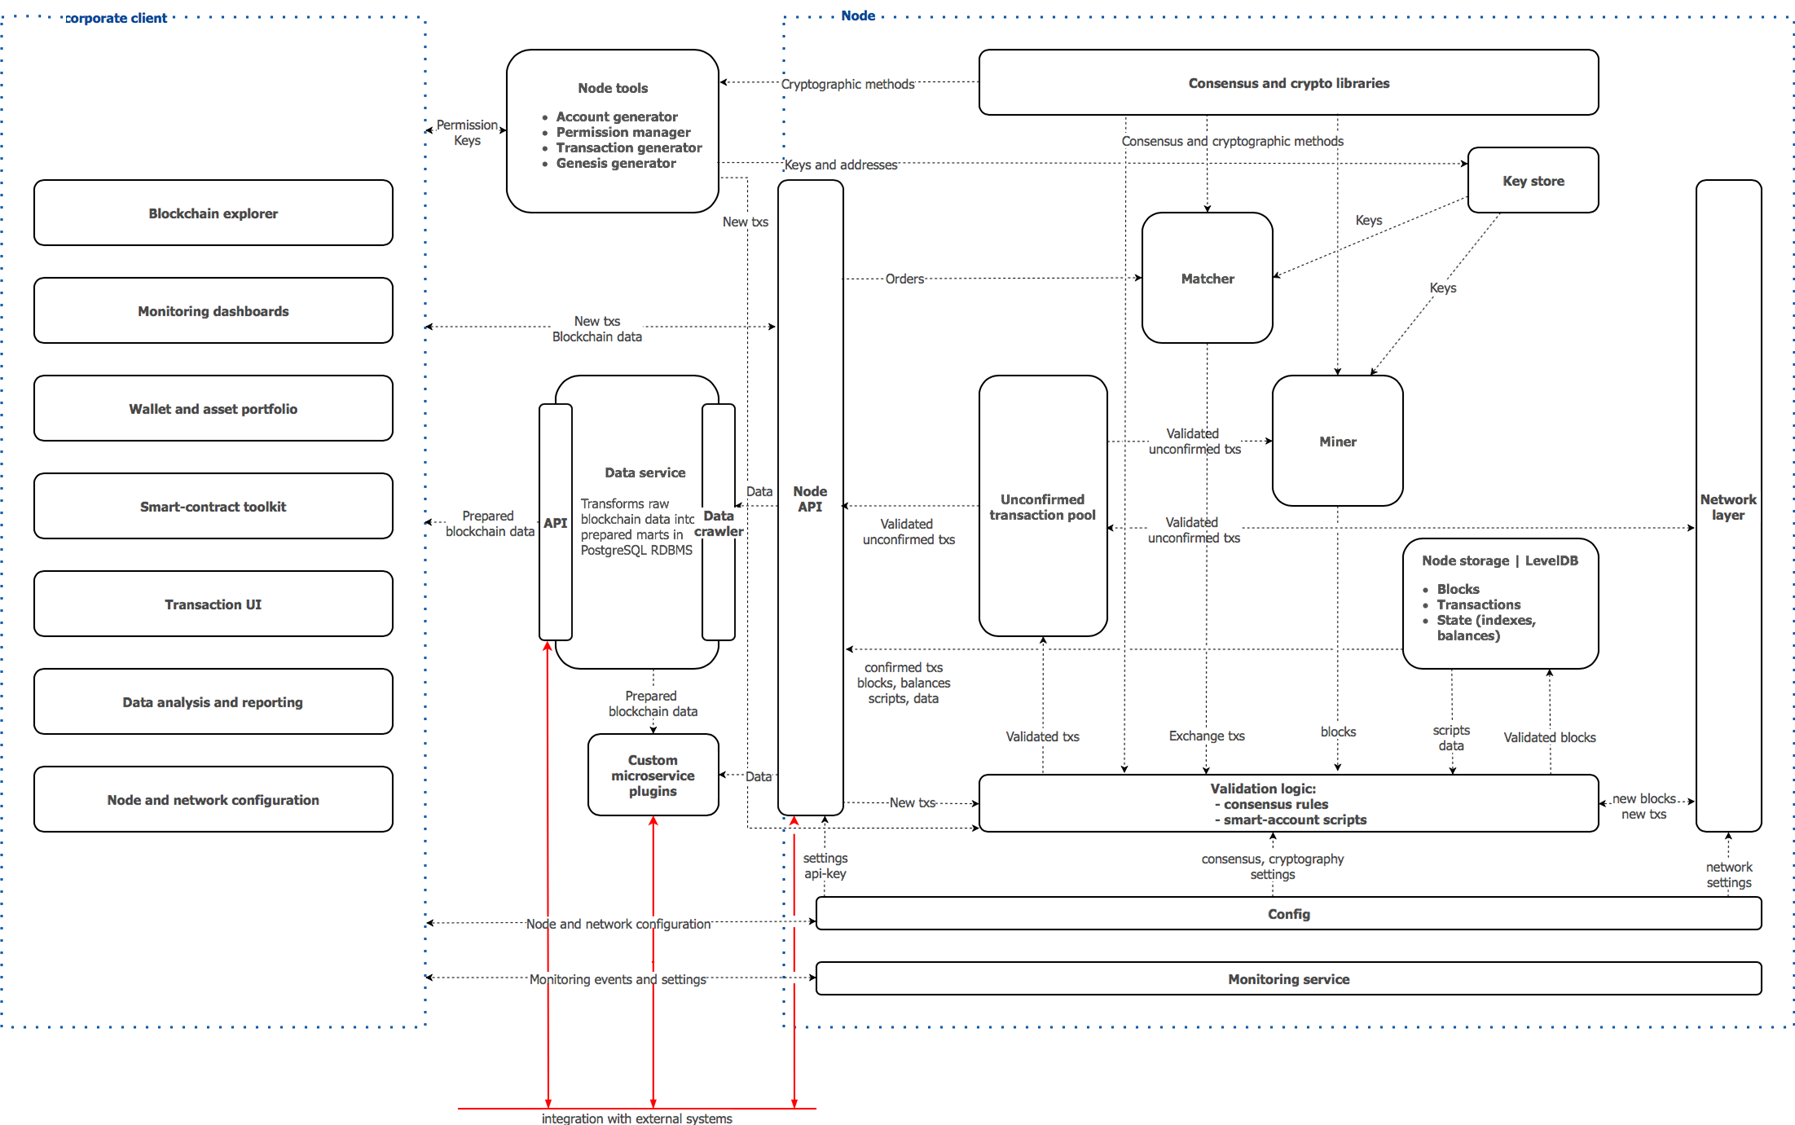 corporate client
Node
Node tools
• Account generator
• Permission manager
• Transaction generator
• Genesis generator
Cryptographic methods
Consensus and crypto libraries
Permission
Keys
Consensus and cryptographic methods
Keys and addresses
Key store
Blockchain explorer
New txs
Keys
Orders
Matcher
Keys
Monitoring dashboards
New txs
Blockchain data
Wallet and asset portfolio
Validated
unconfirmed txs
Miner
Data service
Transforms raw
blockchain data into
prepared marts in
PostgreSQL RDBMS
API
Data
crawler
Data
Node
API
Smart-contract toolkit
Prepared
blockchain data
Validated
unconfirmed txs
Unconfirmed
transaction pool
Validated
unconfirmed txs
Network
layer
Node storage | LevelDB
• Blocks
• Transactions
• State (indexes,
balances)
Transaction UI
confirmed txs
blocks, balances
scripts, data
Data analysis and reporting
Prepared
blockchain data
Validated txs
Exchange txs
blocks
scripts
data
Validated blocks
Custom
microservice
plugins
Data
Node and network configuration
New txs
Validation logic:
- consensus rules
- smart-account scripts
new blocks
new txs
settings
api-key
consensus, cryptography
settings
network
settings
Node and network configuration
Config
Monitoring events and settings
Monitoring service
integration with external systems